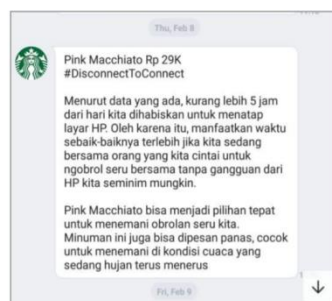 Thu, Feb 8
Pink Macchiato Rp 29K
#DisconnectToConnect
Menurut data yang ada, kurang lebih 5 jam
dari hari kita dihabiskan untuk menatap
layar HP. Oleh karena itu, manfaatkan waktu
sebaik-baiknya terlebih jika kita sedang
bersama orang yang kita cintai untuk
ngobrol seru bersama tanpa gangguan dari
HP kita seminim mungkin.
Pink Macchiato bisa menjadi pilihan tepat
untuk menemani obrolan seru kita.
Minuman ini juga bisa dipesan panas, cocok
untuk menemani di kondisi cuaca yang
sedang hujan terus menerus
Fri, Feb 9